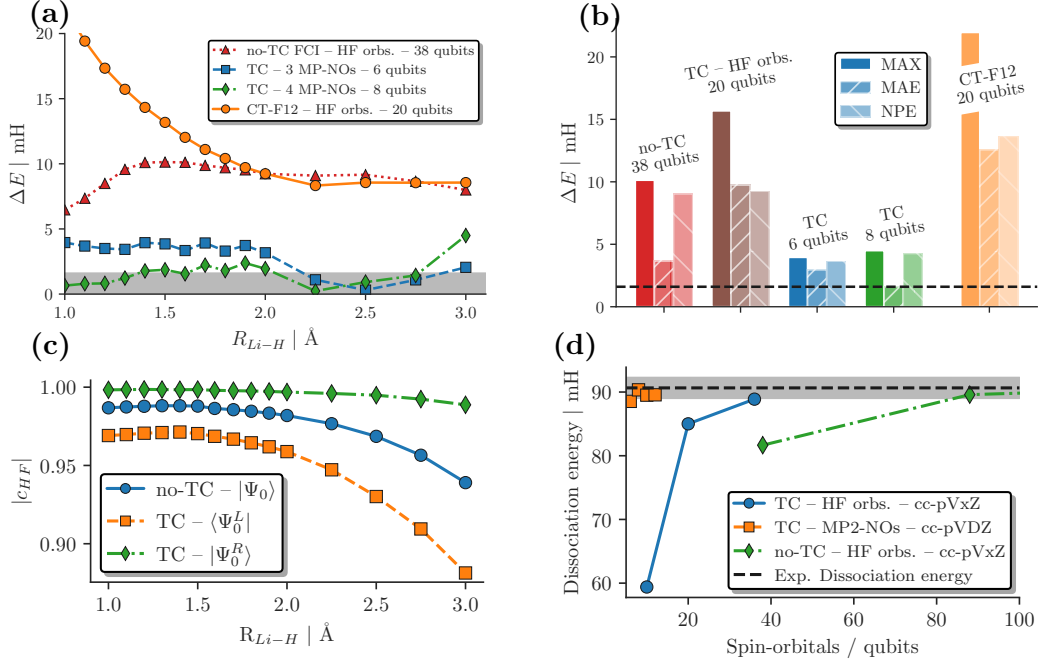 (a)
20
15
10
5
0
ΔE | mH
no-TC FCI – HF orbs. – 38 qubits
TC – 3 MP-NOs – 6 qubits
TC – 4 MP-NOs – 8 qubits
CT-F12 – HF orbs. – 20 qubits
1.0
1.5
2.0
2.5
3.0
R_{Li−H} | Å
(b)
20
15
10
5
0
ΔE | mH
no-TC
38 qubits
TC – HF orbs.
20 qubits
TC
6 qubits
TC
8 qubits
CT-F12
20 qubits
MAX
MAE
NPE
(c)
1.00
0.95
0.90
|c_{HF}|
no-TC – |Ψ₀⟩
TC – ⟨Ψ₀ᴸ|
TC – |Ψ₀ᴿ⟩
1.0
1.5
2.0
2.5
3.0
R_{Li−H} | Å
(d)
90
80
70
60
Dissociation energy | mH
TC – HF orbs. – cc-pVxZ
TC – MP2-NOs – cc-pVDZ
no-TC – HF orbs. – cc-pVxZ
Exp. Dissociation energy
20
40
60
80
100
Spin-orbitals / qubits